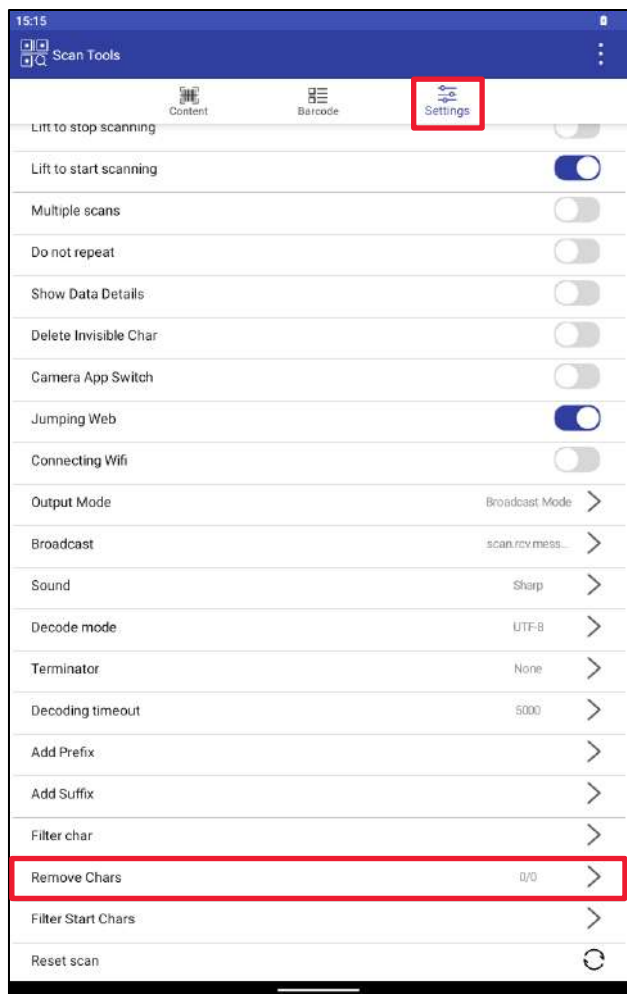 15:15
Scan Tools
Content Barcode Settings
Lift to stop scanning
Lift to start scanning
Multiple scans
Do not repeat
Show Data Details
Delete Invisible Char
Camera App Switch
Jumping Web
Connecting Wifi
Output Mode Broadcast Mode
Broadcast scan.rcv.mess...
Sound Sharp
Decode mode UTF-8
Terminator None
Decoding timeout 5000
Add Prefix
Add Suffix
Filter char
Remove Chars 0/0
Filter Start Chars
Reset scan